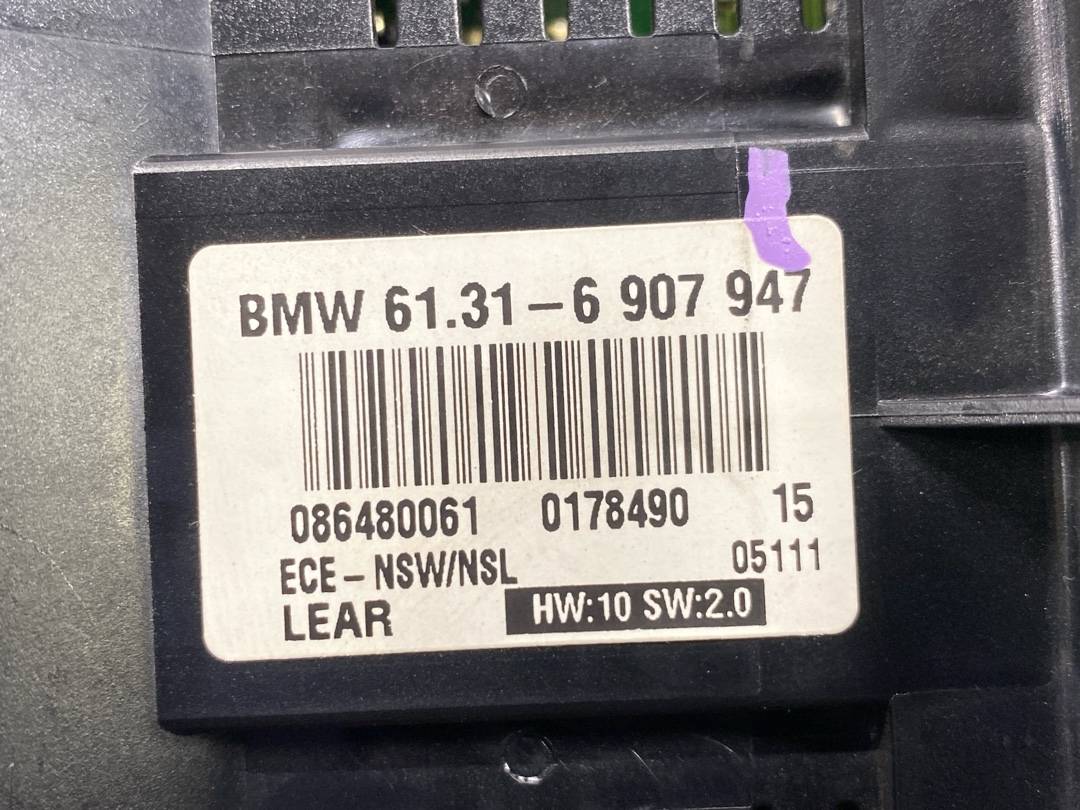 BMW 61.31-6 907 947
086480061 0178490 15
ECE-NSW/NSL 05111
LEAR HW:10 SW:2.0